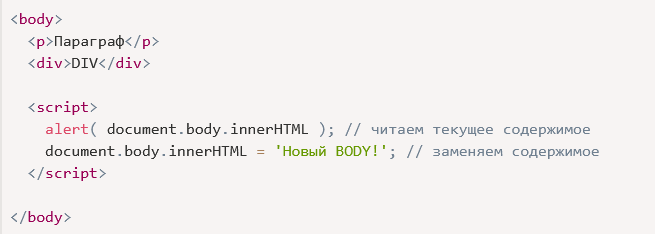 <body>
  <p>Параграф</p>
  <div>DIV</div>

  <script>
    alert( document.body.innerHTML ); // читаем текущее содержимое
    document.body.innerHTML = 'Новый BODY!'; // заменяем содержимое
  </script>

</body>